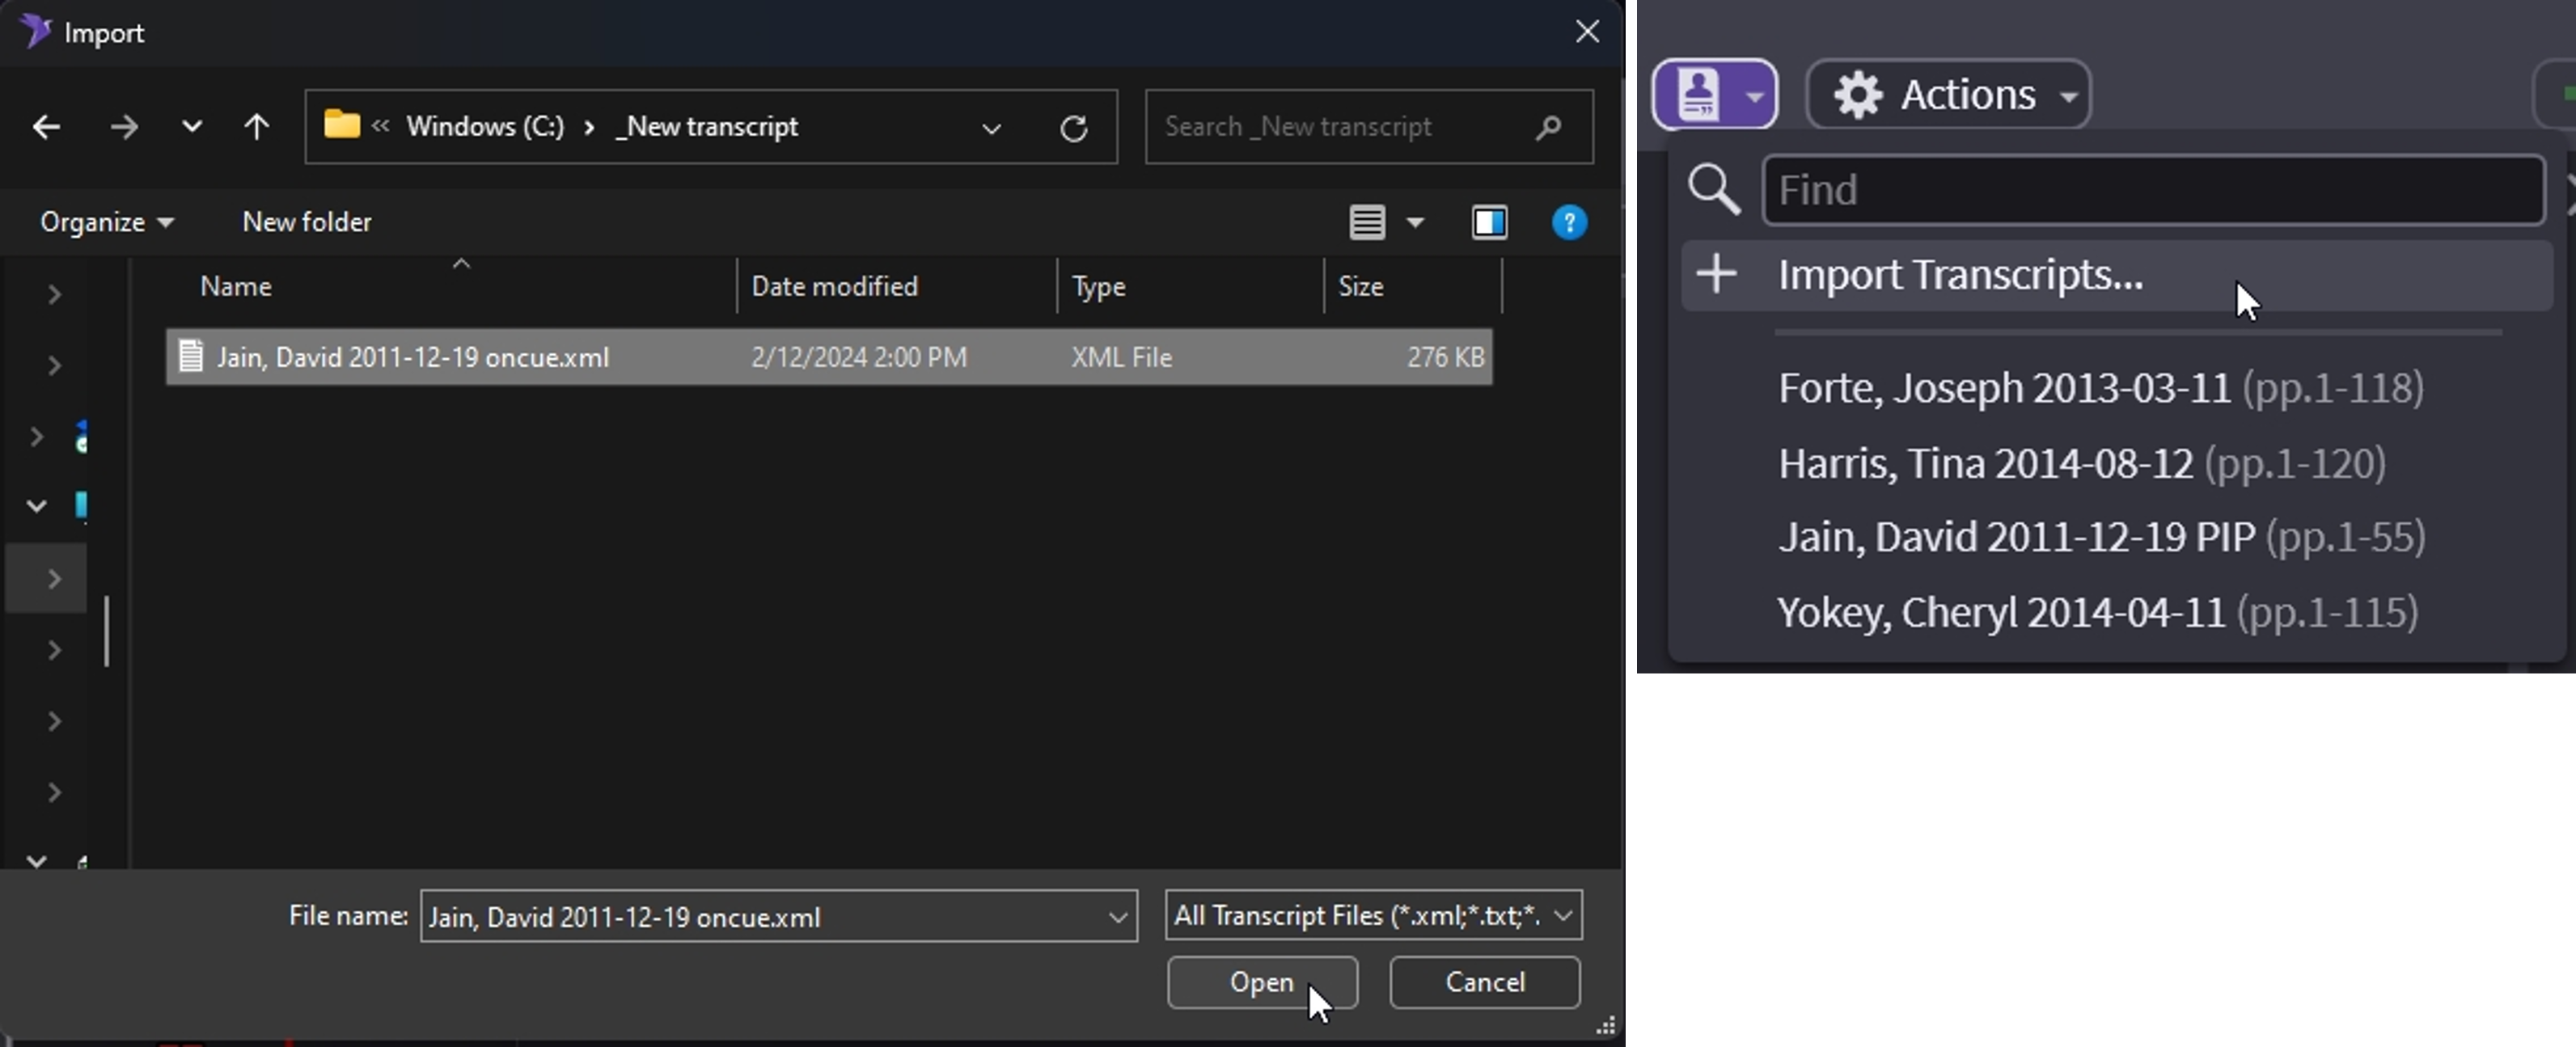 Import
« Windows (C:) › _New transcript
Search _New transcript
Organize
New folder
?
Name
Date modified
Type
Size
Jain, David 2011-12-19 oncue.xml
2/12/2024 2:00 PM
XML File
276 KB
File name:
Jain, David 2011-12-19 oncue.xml
All Transcript Files (*.xml;*.txt;*.
Open
Cancel
Actions
Find
Import Transcripts...
Forte, Joseph 2013-03-11 (pp.1-118)
Harris, Tina 2014-08-12 (pp.1-120)
Jain, David 2011-12-19 PIP (pp.1-55)
Yokey, Cheryl 2014-04-11 (pp.1-115)